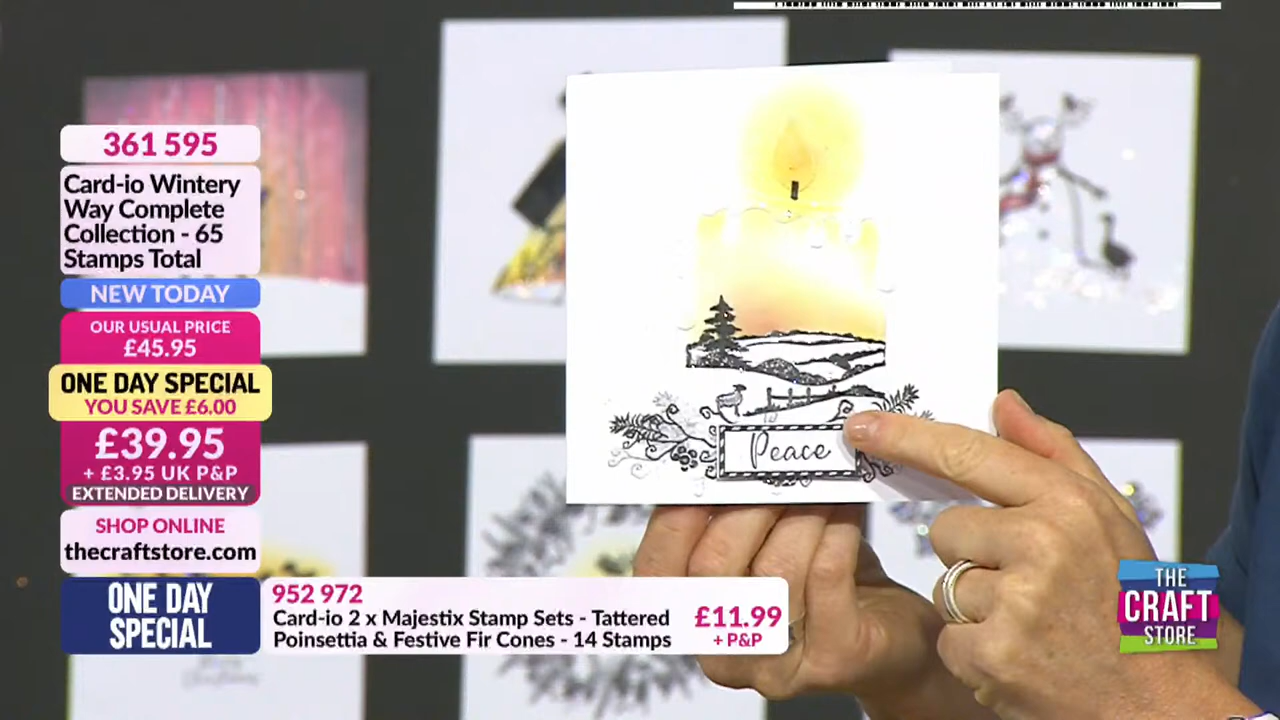 361 595
Card-io Wintery
Way Complete
Collection - 65
Stamps Total
NEW TODAY
OUR USUAL PRICE
£45.95
ONE DAY SPECIAL
YOU SAVE £6.00
£39.95
+ £3.95 UK P&P
EXTENDED DELIVERY
SHOP ONLINE
thecraftstore.com
ONE DAY
SPECIAL
952 972
Card-io 2 x Majestix Stamp Sets - Tattered
Poinsettia & Festive Fir Cones - 14 Stamps
£11.99
+ P&P
Peace
THE
CRAFT
STORE